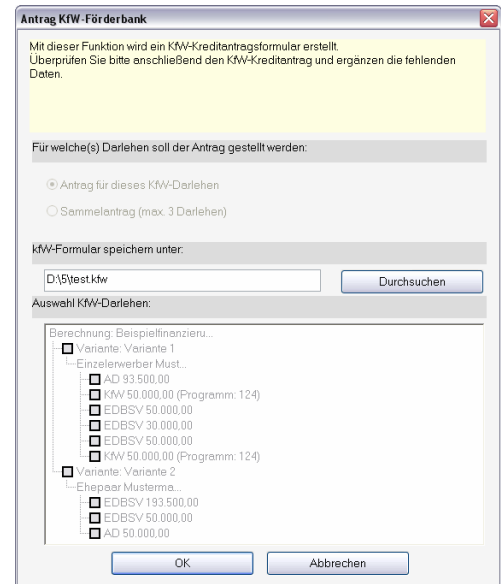 Antrag KfW-Förderbank
Mit dieser Funktion wird ein KfW-Kreditantragsformular erstellt.
Überprüfen Sie bitte anschließend den KfW-Kreditantrag und ergänzen die fehlenden
Daten.
Für welche(s) Darlehen soll der Antrag gestellt werden:
Antrag für dieses KfW-Darlehen
Sammelantrag (max. 3 Darlehen)
kfW-Formular speichern unter:
D:\5\test.kfw
Durchsuchen
Auswahl KfW-Darlehen:
Berechnung: Beispielfinanzieru...
Variante: Variante 1
Einzelerwerber Must...
AD 93.500,00
KfW 50.000,00 (Programm: 124)
EDBSV 50.000,00
EDBSV 30.000,00
EDBSV 50.000,00
KfW 50.000,00 (Programm: 124)
Variante: Variante 2
Ehepaar Musterma...
EDBSV 193.500,00
EDBSV 50.000,00
AD 50.000,00
OK
Abbrechen